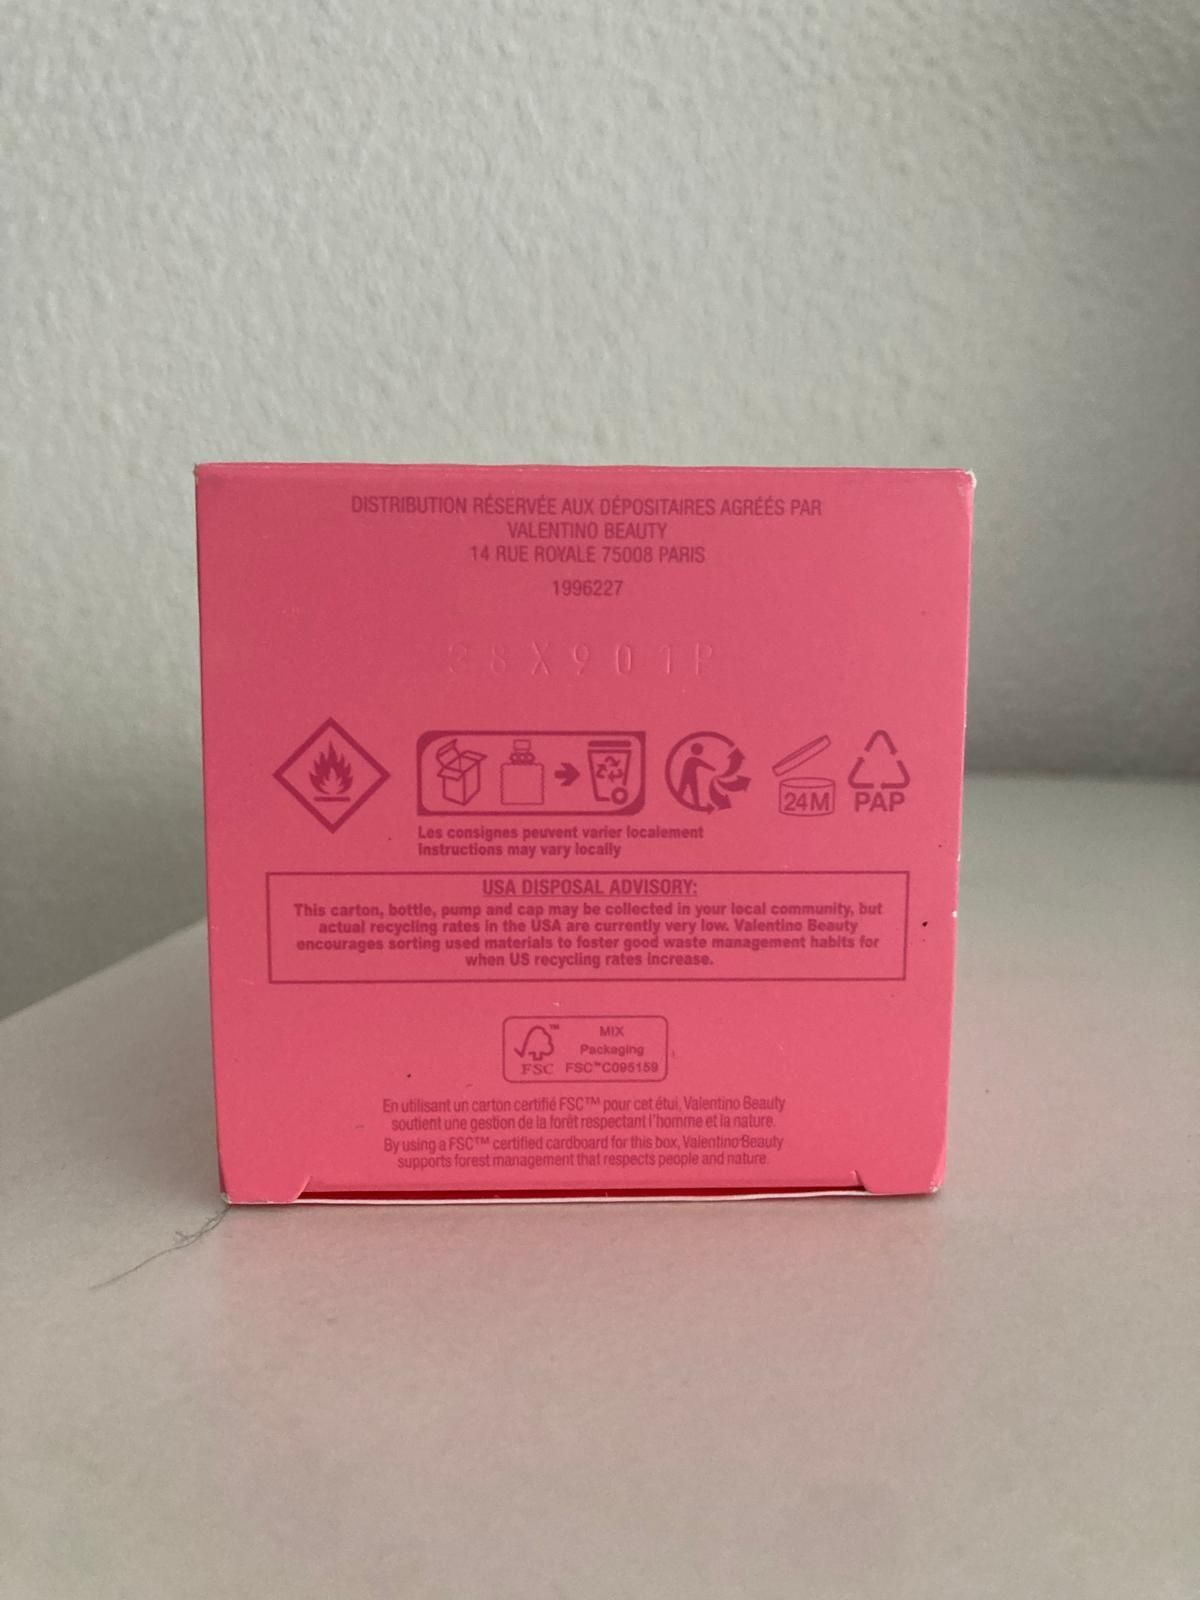 DISTRIBUTION RÉSERVÉE AUX DÉPOSITAIRES AGRÉÉS PAR
VALENTINO BEAUTY
14 RUE ROYALE 75008 PARIS
1996227
38X901P
24M
PAP
Les consignes peuvent varier localement
Instructions may vary locally
USA DISPOSAL ADVISORY:
This carton, bottle, pump and cap may be collected in your local community, but
actual recycling rates in the USA are currently very low. Valentino Beauty
encourages sorting used materials to foster good waste management habits for
when US recycling rates increase.
TM
MIX
Packaging
FSC FSC™C095159
En utilisant un carton certifié FSC™ pour cet étui, Valentino Beauty
soutient une gestion de la forêt respectant l'homme et la nature.
By using a FSC™ certified cardboard for this box, Valentino Beauty
supports forest management that respects people and nature.